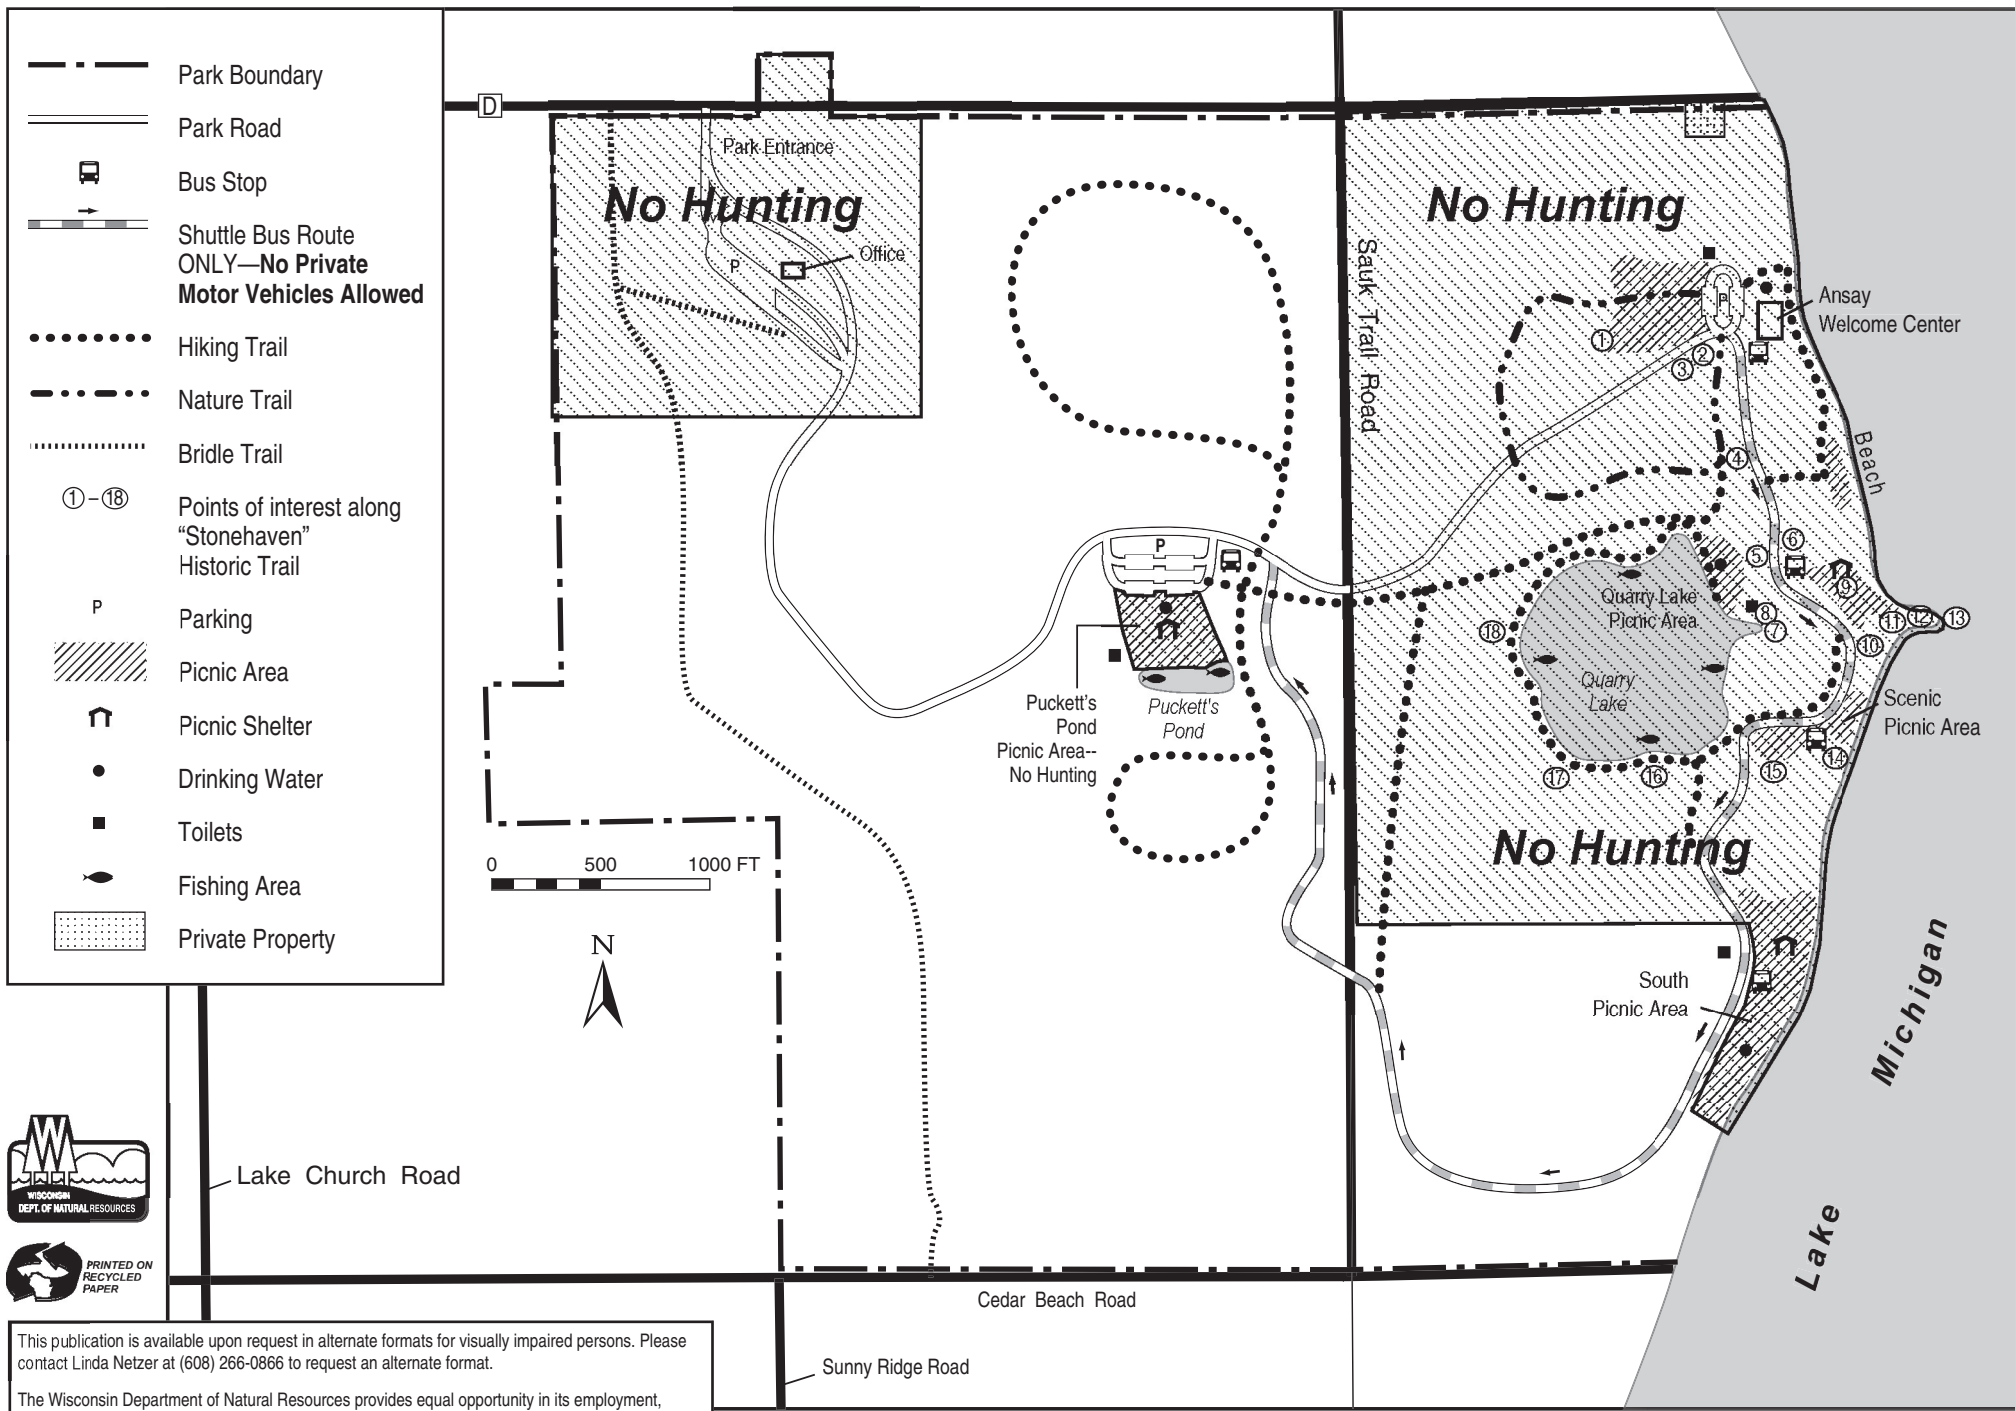 Park Boundary
Park Road
Bus Stop
Shuttle Bus Route
ONLY—No Private
Motor Vehicles Allowed
Hiking Trail
Nature Trail
Bridle Trail
①–⑱
Points of interest along
“Stonehaven”
Historic Trail
P
Parking
Picnic Area
Picnic Shelter
Drinking Water
Toilets
Fishing Area
Private Property
D
Park Entrance
No Hunting
P
Office
No Hunting
Sauk Trail Road
P
Ansay
Welcome Center
①
②
③
④
Beach
P
⑤
⑥
Quarry Lake
Picnic Area
⑨
⑧
⑦
⑪
⑫
⑬
⑩
⑱
Quarry
Lake
Scenic
Picnic Area
Puckett's
Pond
Picnic Area--
No Hunting
Puckett's
Pond
⑭
⑮
⑯
⑰
No Hunting
0 500 1000 FT
N
South
Picnic Area
Lake Michigan
Lake Church Road
WISCONSIN
DEPT. OF NATURAL RESOURCES
PRINTED ON
RECYCLED
PAPER
Cedar Beach Road
Sunny Ridge Road
This publication is available upon request in alternate formats for visually impaired persons. Please
contact Linda Netzer at (608) 266-0866 to request an alternate format.
The Wisconsin Department of Natural Resources provides equal opportunity in its employment,